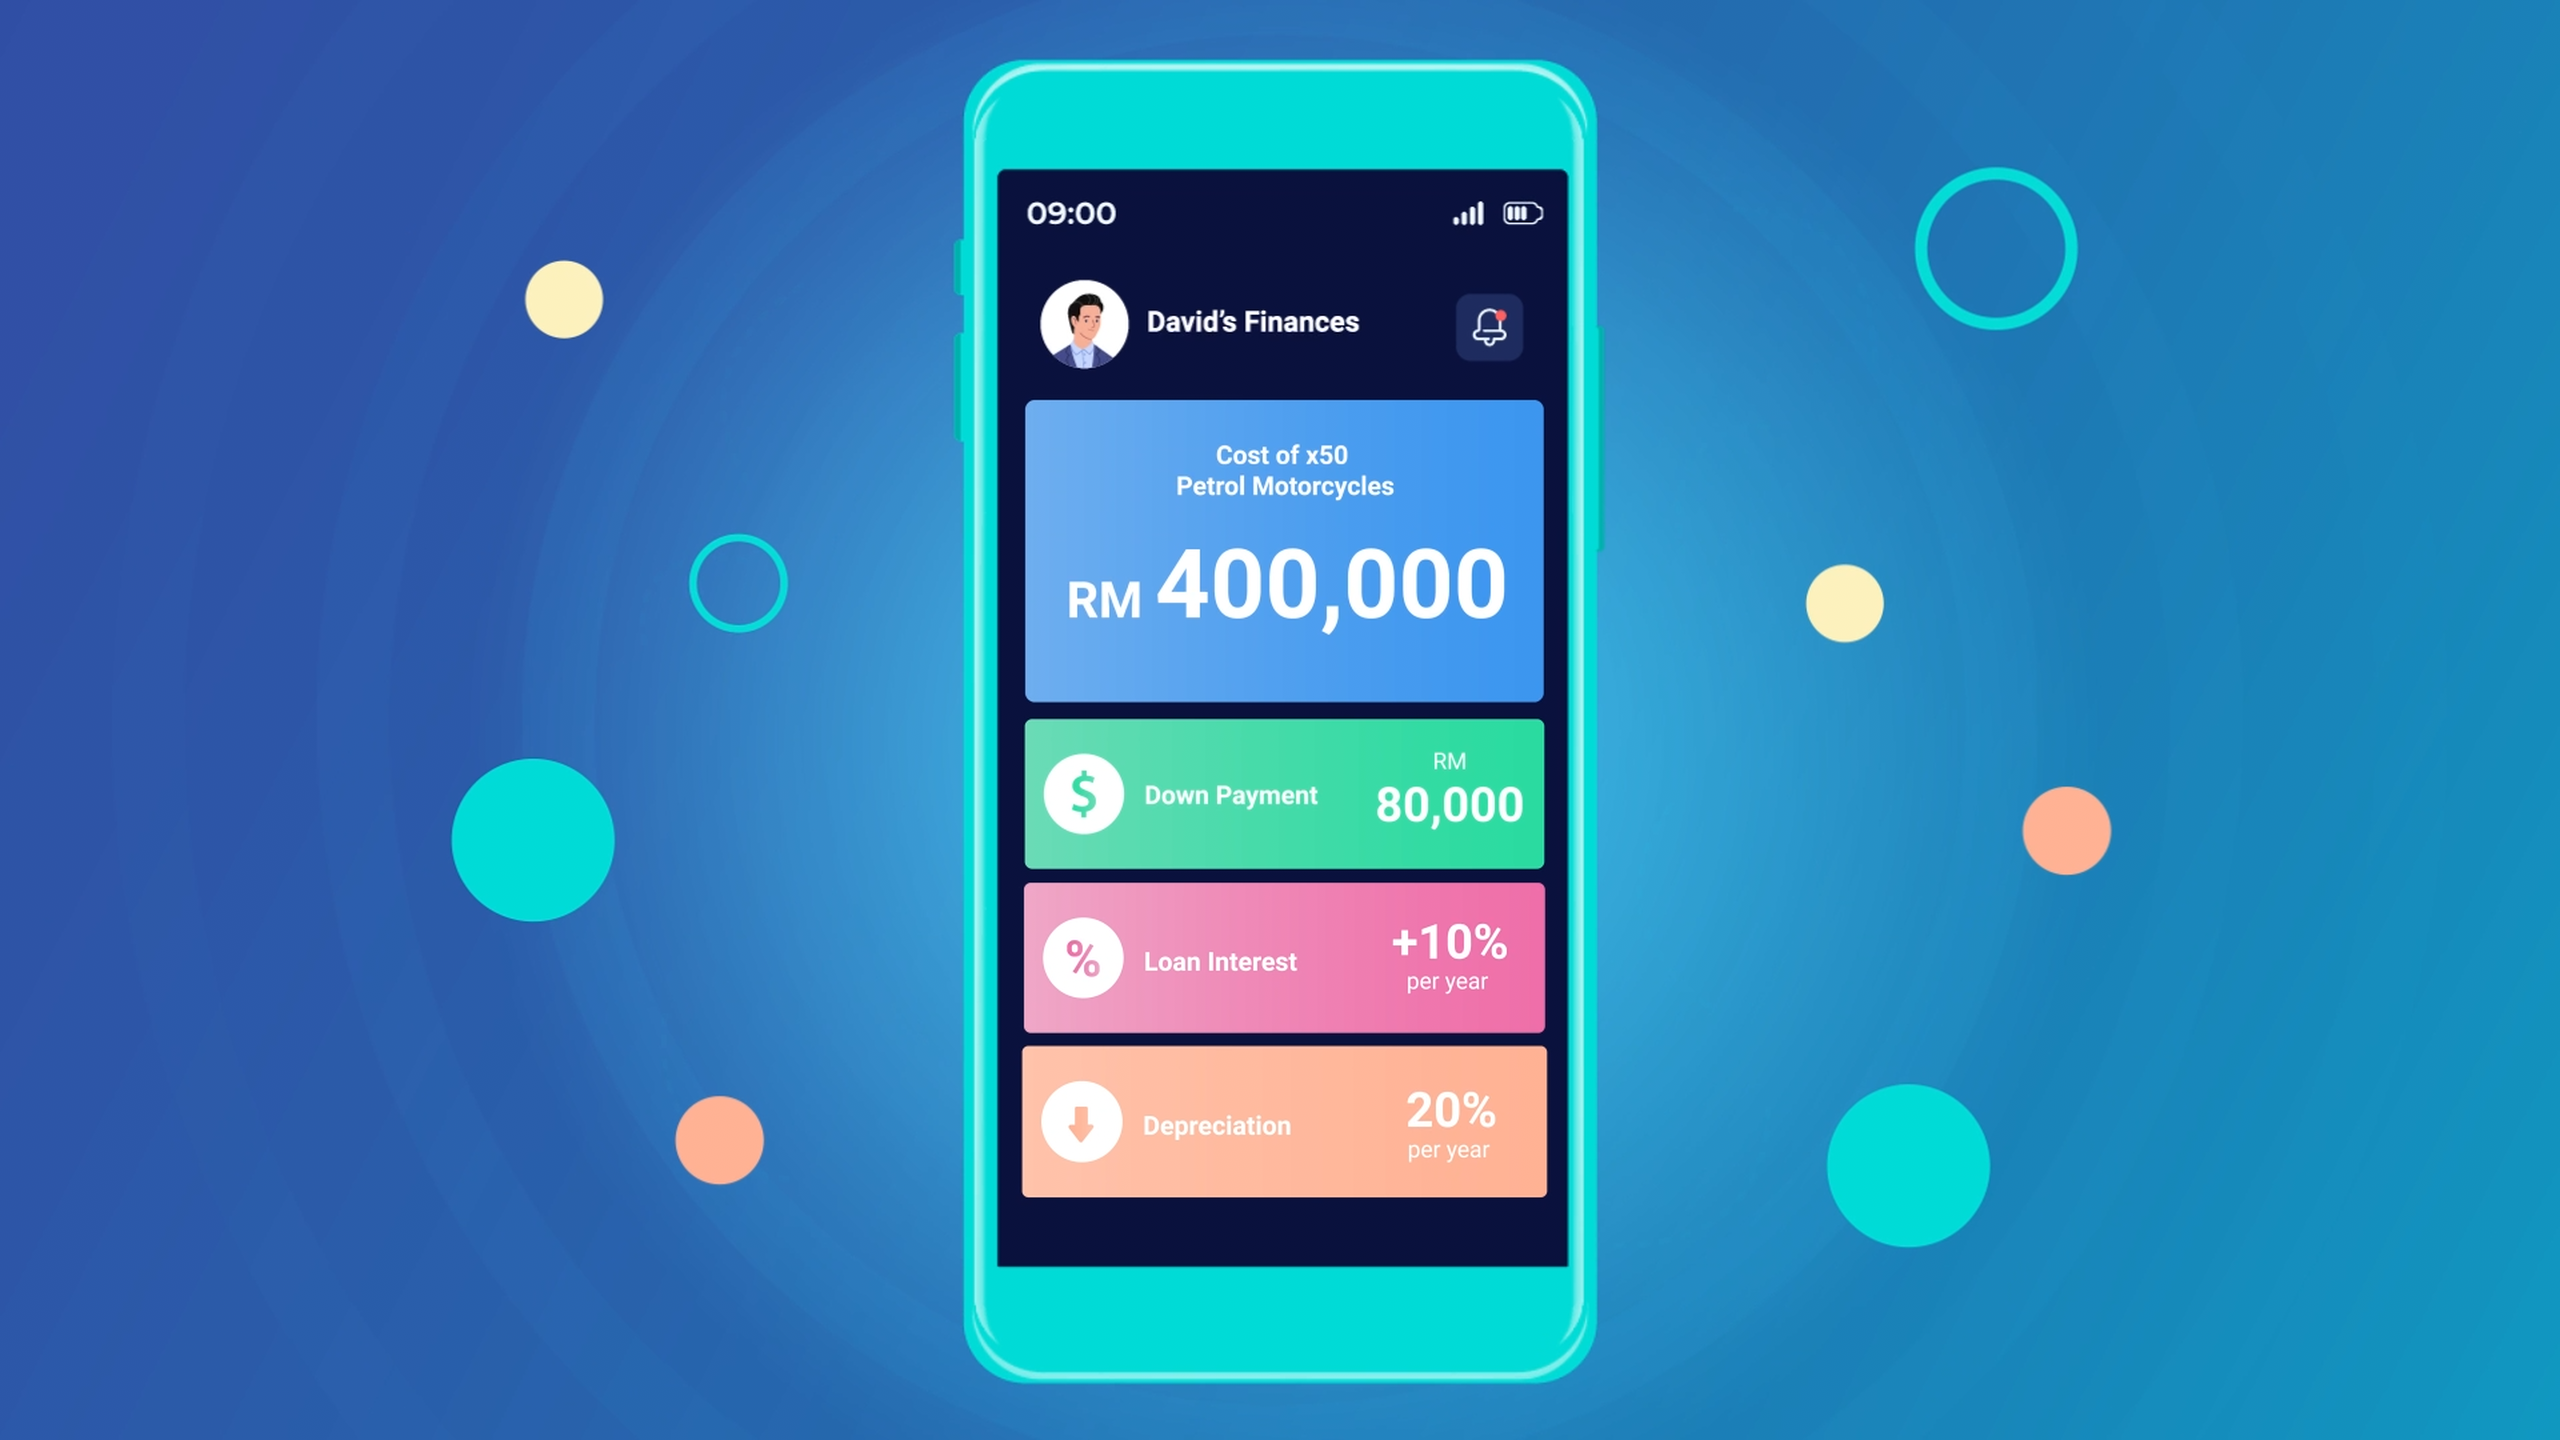 09:00
David's Finances
Cost of x50
Petrol Motorcycles
RM 400,000
$
Down Payment
RM
80,000
%
Loan Interest
+10%
per year
Depreciation
20%
per year